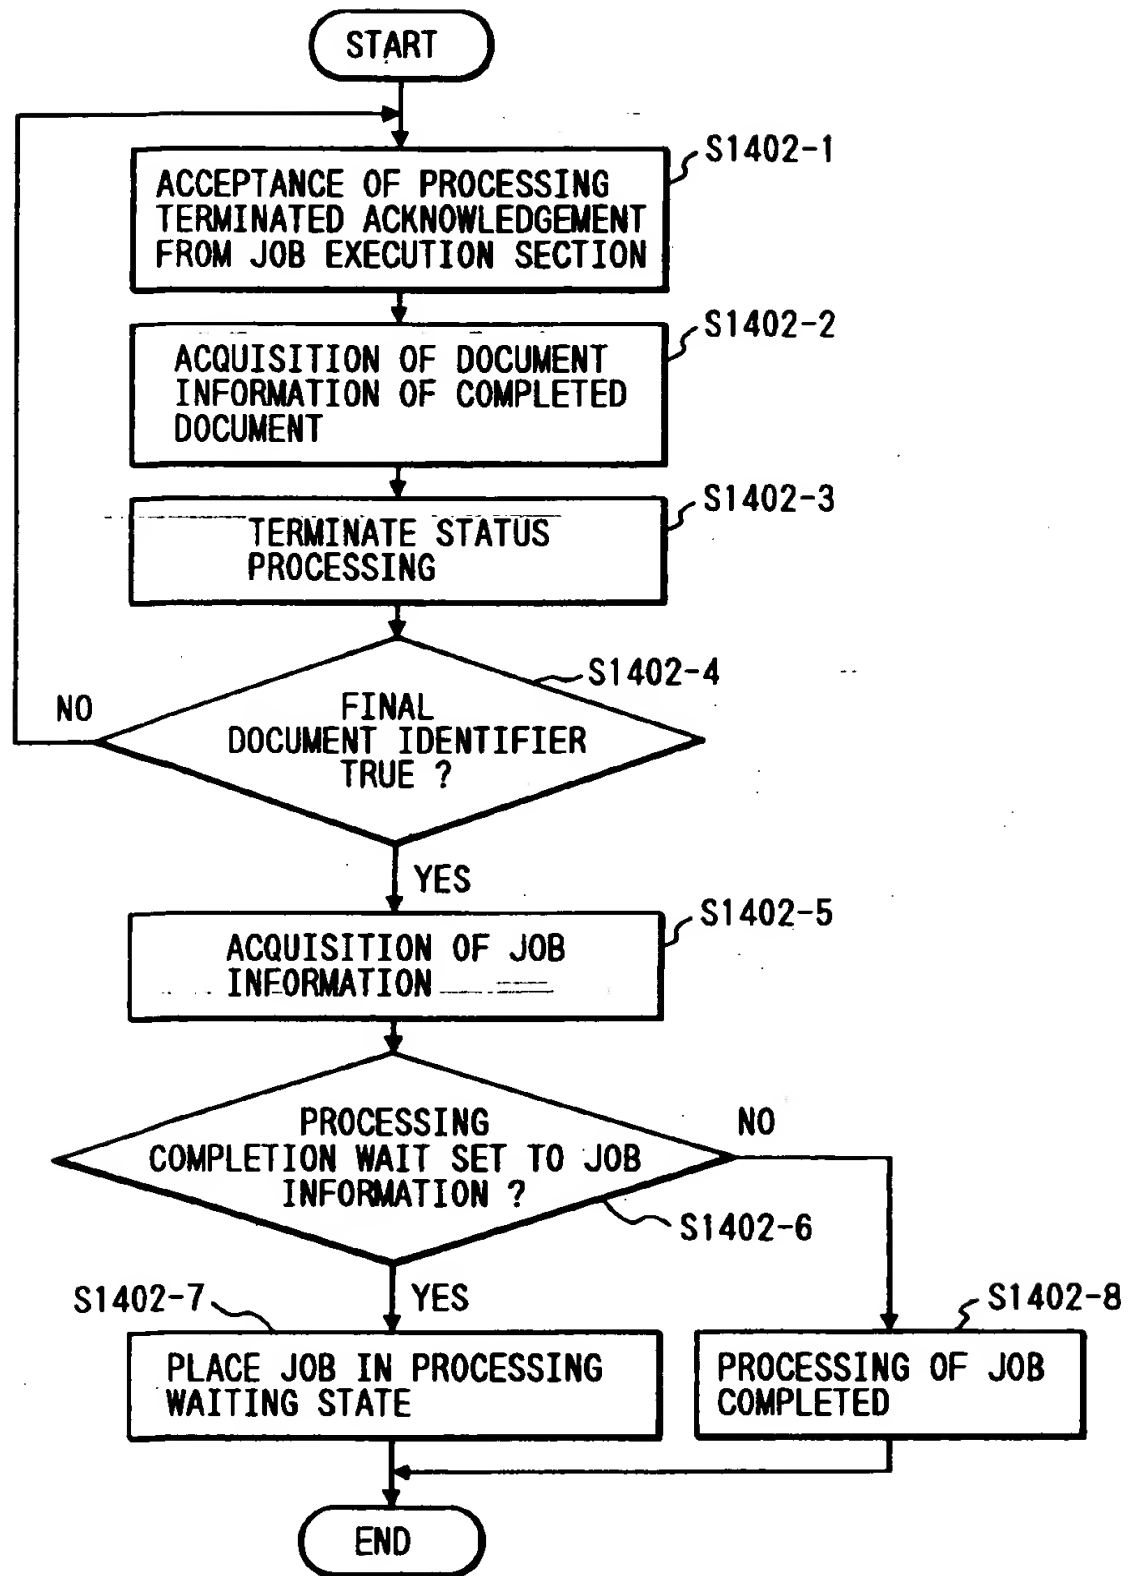 START
S1402-1
ACCEPTANCE OF PROCESSING
TERMINATED ACKNOWLEDGEMENT
FROM JOB EXECUTION SECTION
S1402-2
ACQUISITION OF DOCUMENT
INFORMATION OF COMPLETED
DOCUMENT
S1402-3
TERMINATE STATUS
PROCESSING
S1402-4
NO
FINAL
DOCUMENT IDENTIFIER
TRUE ?
YES
S1402-5
ACQUISITION OF JOB
INFORMATION
PROCESSING
COMPLETION WAIT SET TO JOB
INFORMATION ?
NO
S1402-6
YES
S1402-7
S1402-8
PLACE JOB IN PROCESSING
WAITING STATE
PROCESSING OF JOB
COMPLETED
END